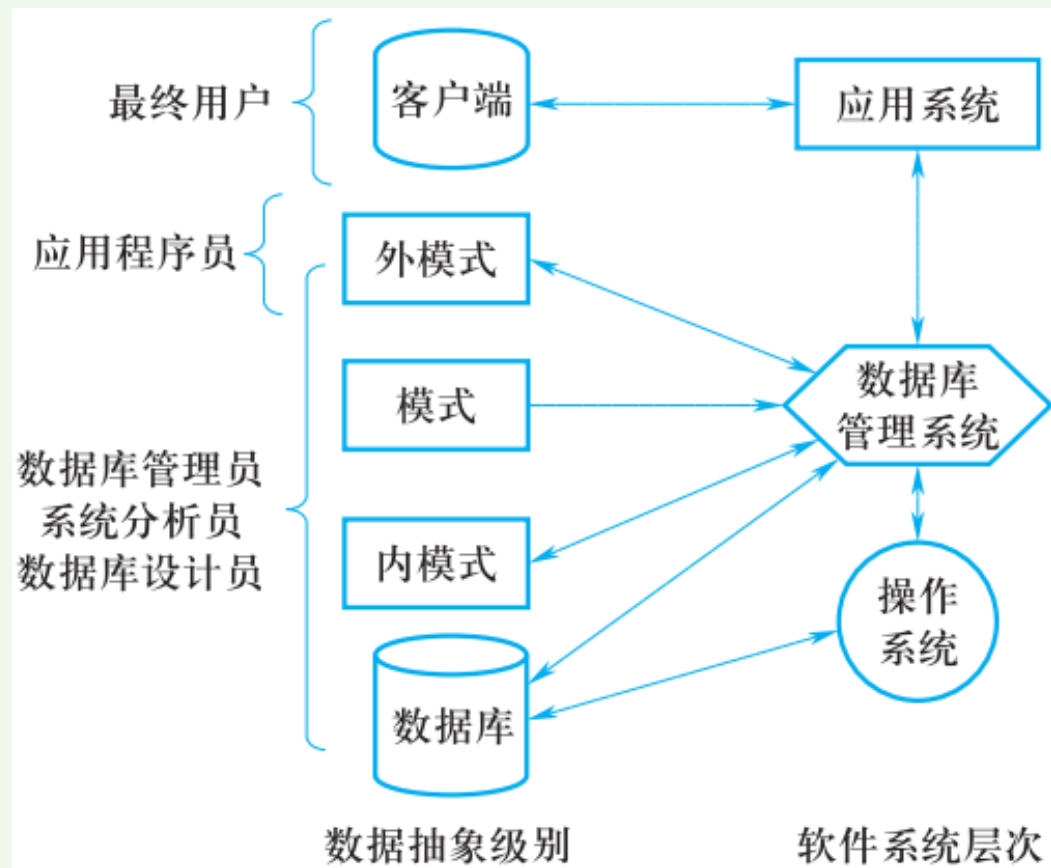 最终用户
客户端
应用系统
应用程序员
外模式
模式
数据库
管理系统
数据库管理员
系统分析员
数据库设计员
内模式
操作
系统
数据库
数据抽象级别
软件系统层次